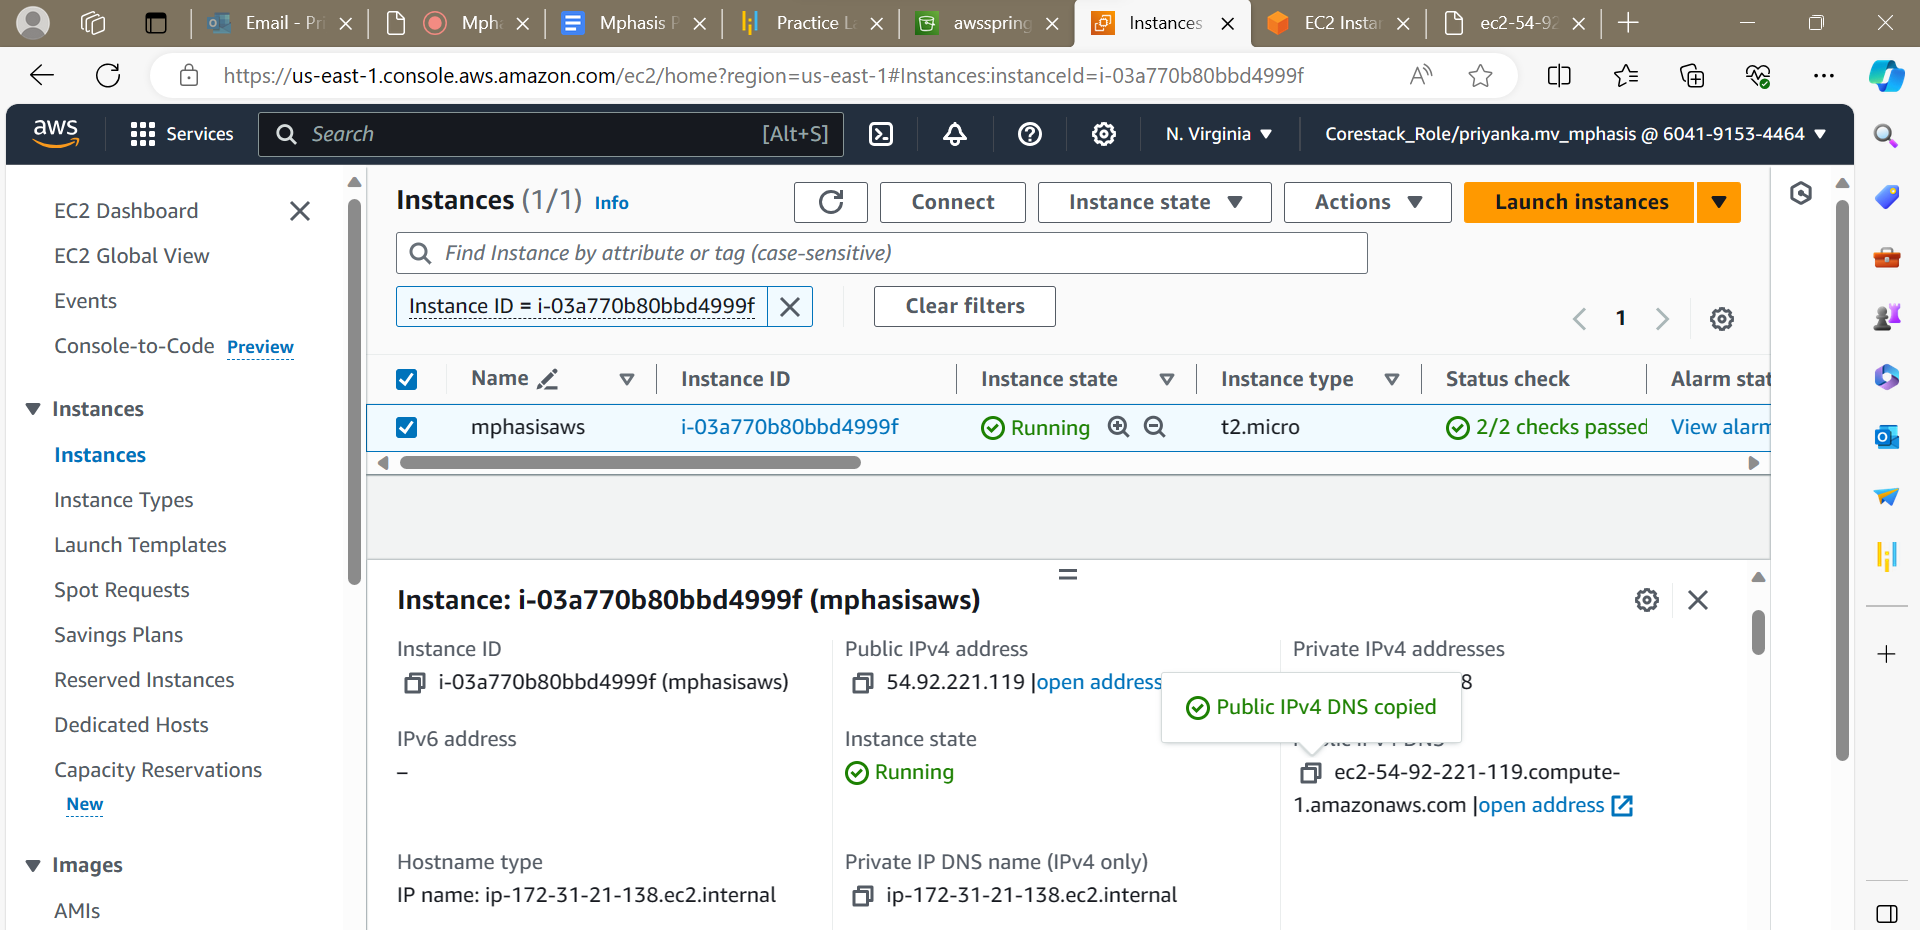 Email - Pri
Mpha
Mphasis P
Practice La
awsspring
Instances
EC2 Instan
ec2-54-92
https://us-east-1.console.aws.amazon.com/ec2/home?region=us-east-1#Instances:instanceId=i-03a770b80bbd4999f
aws
Services
Search
[Alt+S]
N. Virginia
Corestack_Role/priyanka.mv_mphasis @ 6041-9153-4464
EC2 Dashboard
EC2 Global View
Events
Console-to-Code Preview
Instances
Instances
Instance Types
Launch Templates
Spot Requests
Savings Plans
Reserved Instances
Dedicated Hosts
Capacity Reservations
New
Images
AMIs
Instances (1/1) Info
Connect
Instance state
Actions
Launch instances
Find Instance by attribute or tag (case-sensitive)
Instance ID = i-03a770b80bbd4999f
Clear filters
1
Name
Instance ID
Instance state
Instance type
Status check
Alarm stat
mphasisaws
i-03a770b80bbd4999f
Running
t2.micro
2/2 checks passed
View alarm
Instance: i-03a770b80bbd4999f (mphasisaws)
Instance ID
i-03a770b80bbd4999f (mphasisaws)
Public IPv4 address
54.92.221.119 |open address
Private IPv4 addresses
8
Public IPv4 DNS copied
IPv6 address
–
Instance state
Running
ec2-54-92-221-119.compute-
1.amazonaws.com |open address
Hostname type
IP name: ip-172-31-21-138.ec2.internal
Private IP DNS name (IPv4 only)
ip-172-31-21-138.ec2.internal